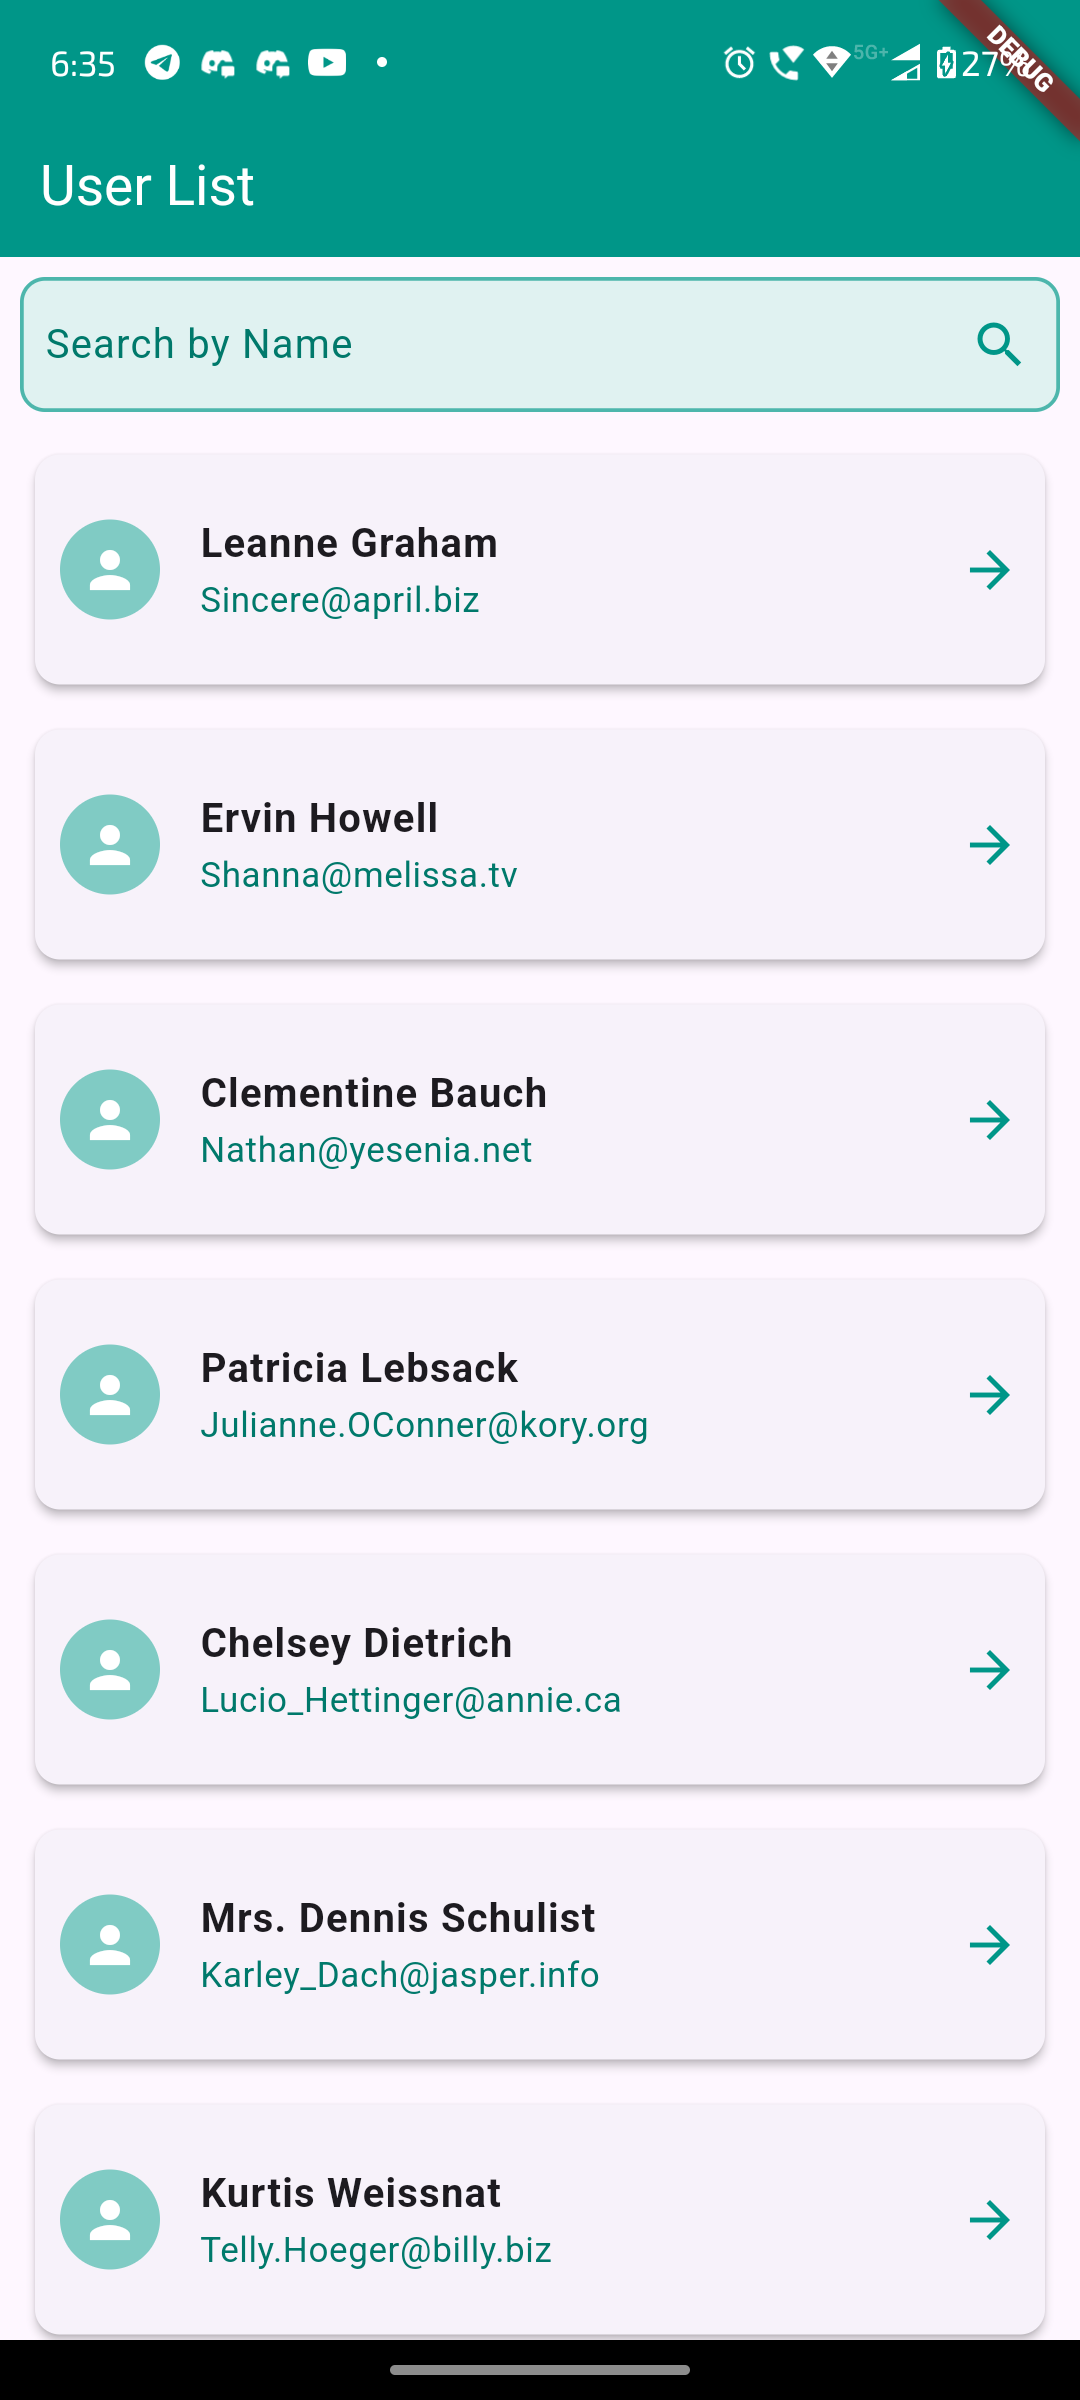 6:35
5G+
27%
DEBUG
User List
Search by Name
Leanne Graham
Sincere@april.biz
Ervin Howell
Shanna@melissa.tv
Clementine Bauch
Nathan@yesenia.net
Patricia Lebsack
Julianne.OConner@kory.org
Chelsey Dietrich
Lucio_Hettinger@annie.ca
Mrs. Dennis Schulist
Karley_Dach@jasper.info
Kurtis Weissnat
Telly.Hoeger@billy.biz